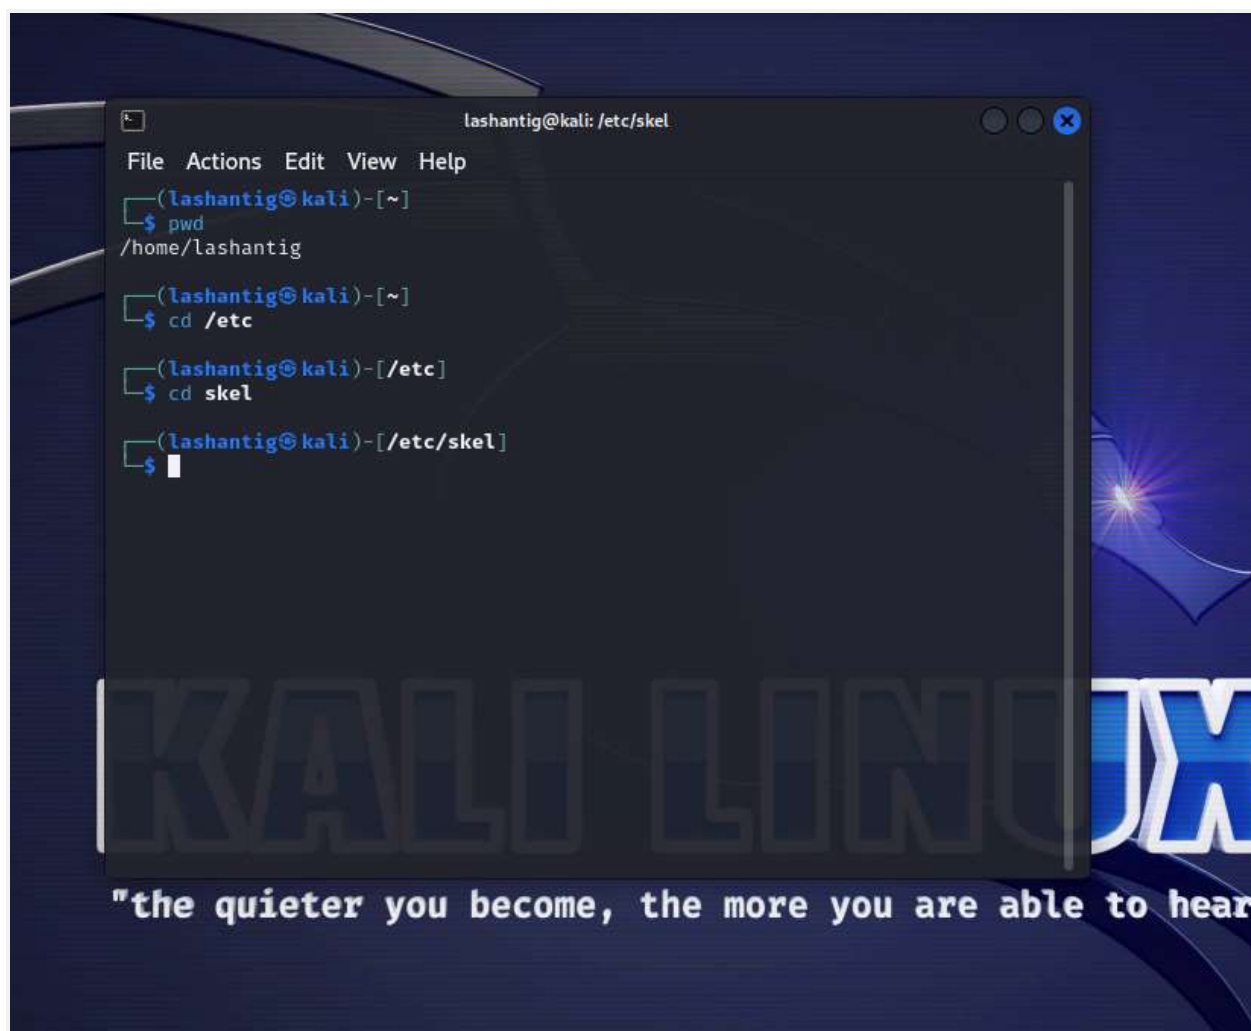 lashantig@kali: /etc/skel
File Actions Edit View Help
┌──(lashantig㉿kali)-[~]
└─$ pwd
/home/lashantig
┌──(lashantig㉿kali)-[~]
└─$ cd /etc
┌──(lashantig㉿kali)-[/etc]
└─$ cd skel
┌──(lashantig㉿kali)-[/etc/skel]
└─$
KALI LINUX
"the quieter you become, the more you are able to hear